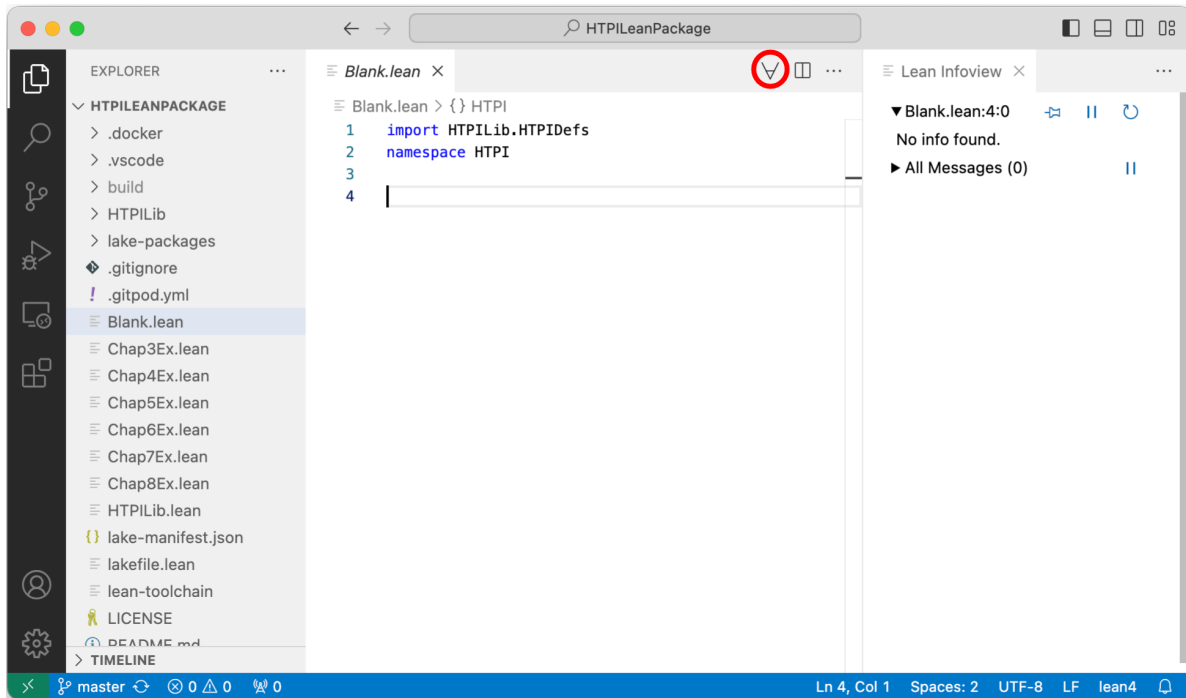 HTPILeanPackage
EXPLORER
HTPILEANPACKAGE
.docker
.vscode
build
HTPILib
lake-packages
.gitignore
! .gitpod.yml
Blank.lean
Chap3Ex.lean
Chap4Ex.lean
Chap5Ex.lean
Chap6Ex.lean
Chap7Ex.lean
Chap8Ex.lean
HTPILib.lean
{} lake-manifest.json
lakefile.lean
lean-toolchain
LICENSE
README.md
TIMELINE
Blank.lean
Blank.lean > {} HTPI
1 import HTPILib.HTPIDefs
2 namespace HTPI
3
4
Lean Infoview
Blank.lean:4:0
No info found.
All Messages (0)
master 0 0 0
Ln 4, Col 1 Spaces: 2 UTF-8 LF lean4